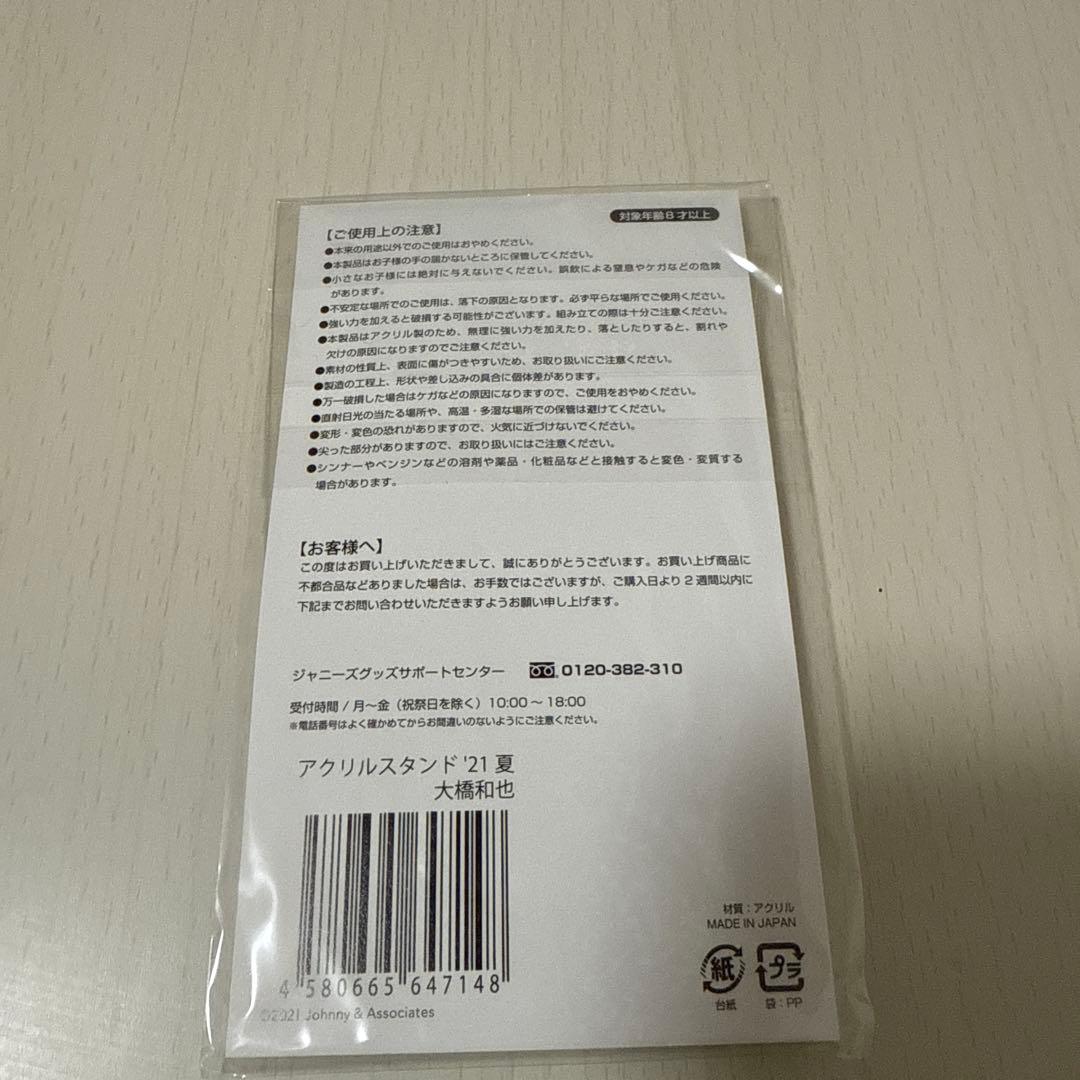 対象年齢8才以上
【ご使用上の注意】
●本来の用途以外でのご使用はおやめください。
●本製品はお子様の手の届かないところに保管してください。
●小さなお子様には絶対に与えないでください。誤飲による窒息やケガなどの危険
があります。
●不安定な場所でのご使用は、落下の原因となります。必ず平らな場所でご使用ください。
●強い力を加えると破損する可能性がございます。組み立ての際は十分ご注意ください。
●本製品はアクリル製のため、無理に強い力を加えたり、落としたりすると、割れや
欠けの原因になりますのでご注意ください。
●素材の性質上、表面に傷がつきやすいため、お取り扱いにご注意ください。
●製造の工程上、形状や差し込みの具合に個体差があります。
●万一破損した場合はケガなどの原因になりますので、ご使用をおやめください。
●直射日光の当たる場所や、高温・多湿な場所での保管は避けてください。
●変形・変色の恐れがありますので、火気に近づけないでください。
●尖った部分がありますので、お取り扱いにはご注意ください。
●シンナーやベンジンなどの溶剤や薬品・化粧品などと接触すると変色・変質する
場合があります。
【お客様へ】
この度はお買い上げいただきまして、誠にありがとうございます。お買い上げ商品に
不都合品などありました場合は、お手数ではございますが、ご購入日より2週間以内に
下記までお問い合わせいただきますようお願い申し上げます。
ジャニーズグッズサポートセンター 0120-382-310
受付時間/月〜金（祝祭日を除く）10:00〜18:00
※電話番号はよく確かめてからお間違いのないようにご注意ください。
アクリルスタンド'21 夏
大橋和也
4 580665 647148
©2021 Johnny & Associates
材質：アクリル
MADE IN JAPAN
紙 プラ
台紙 袋：PP